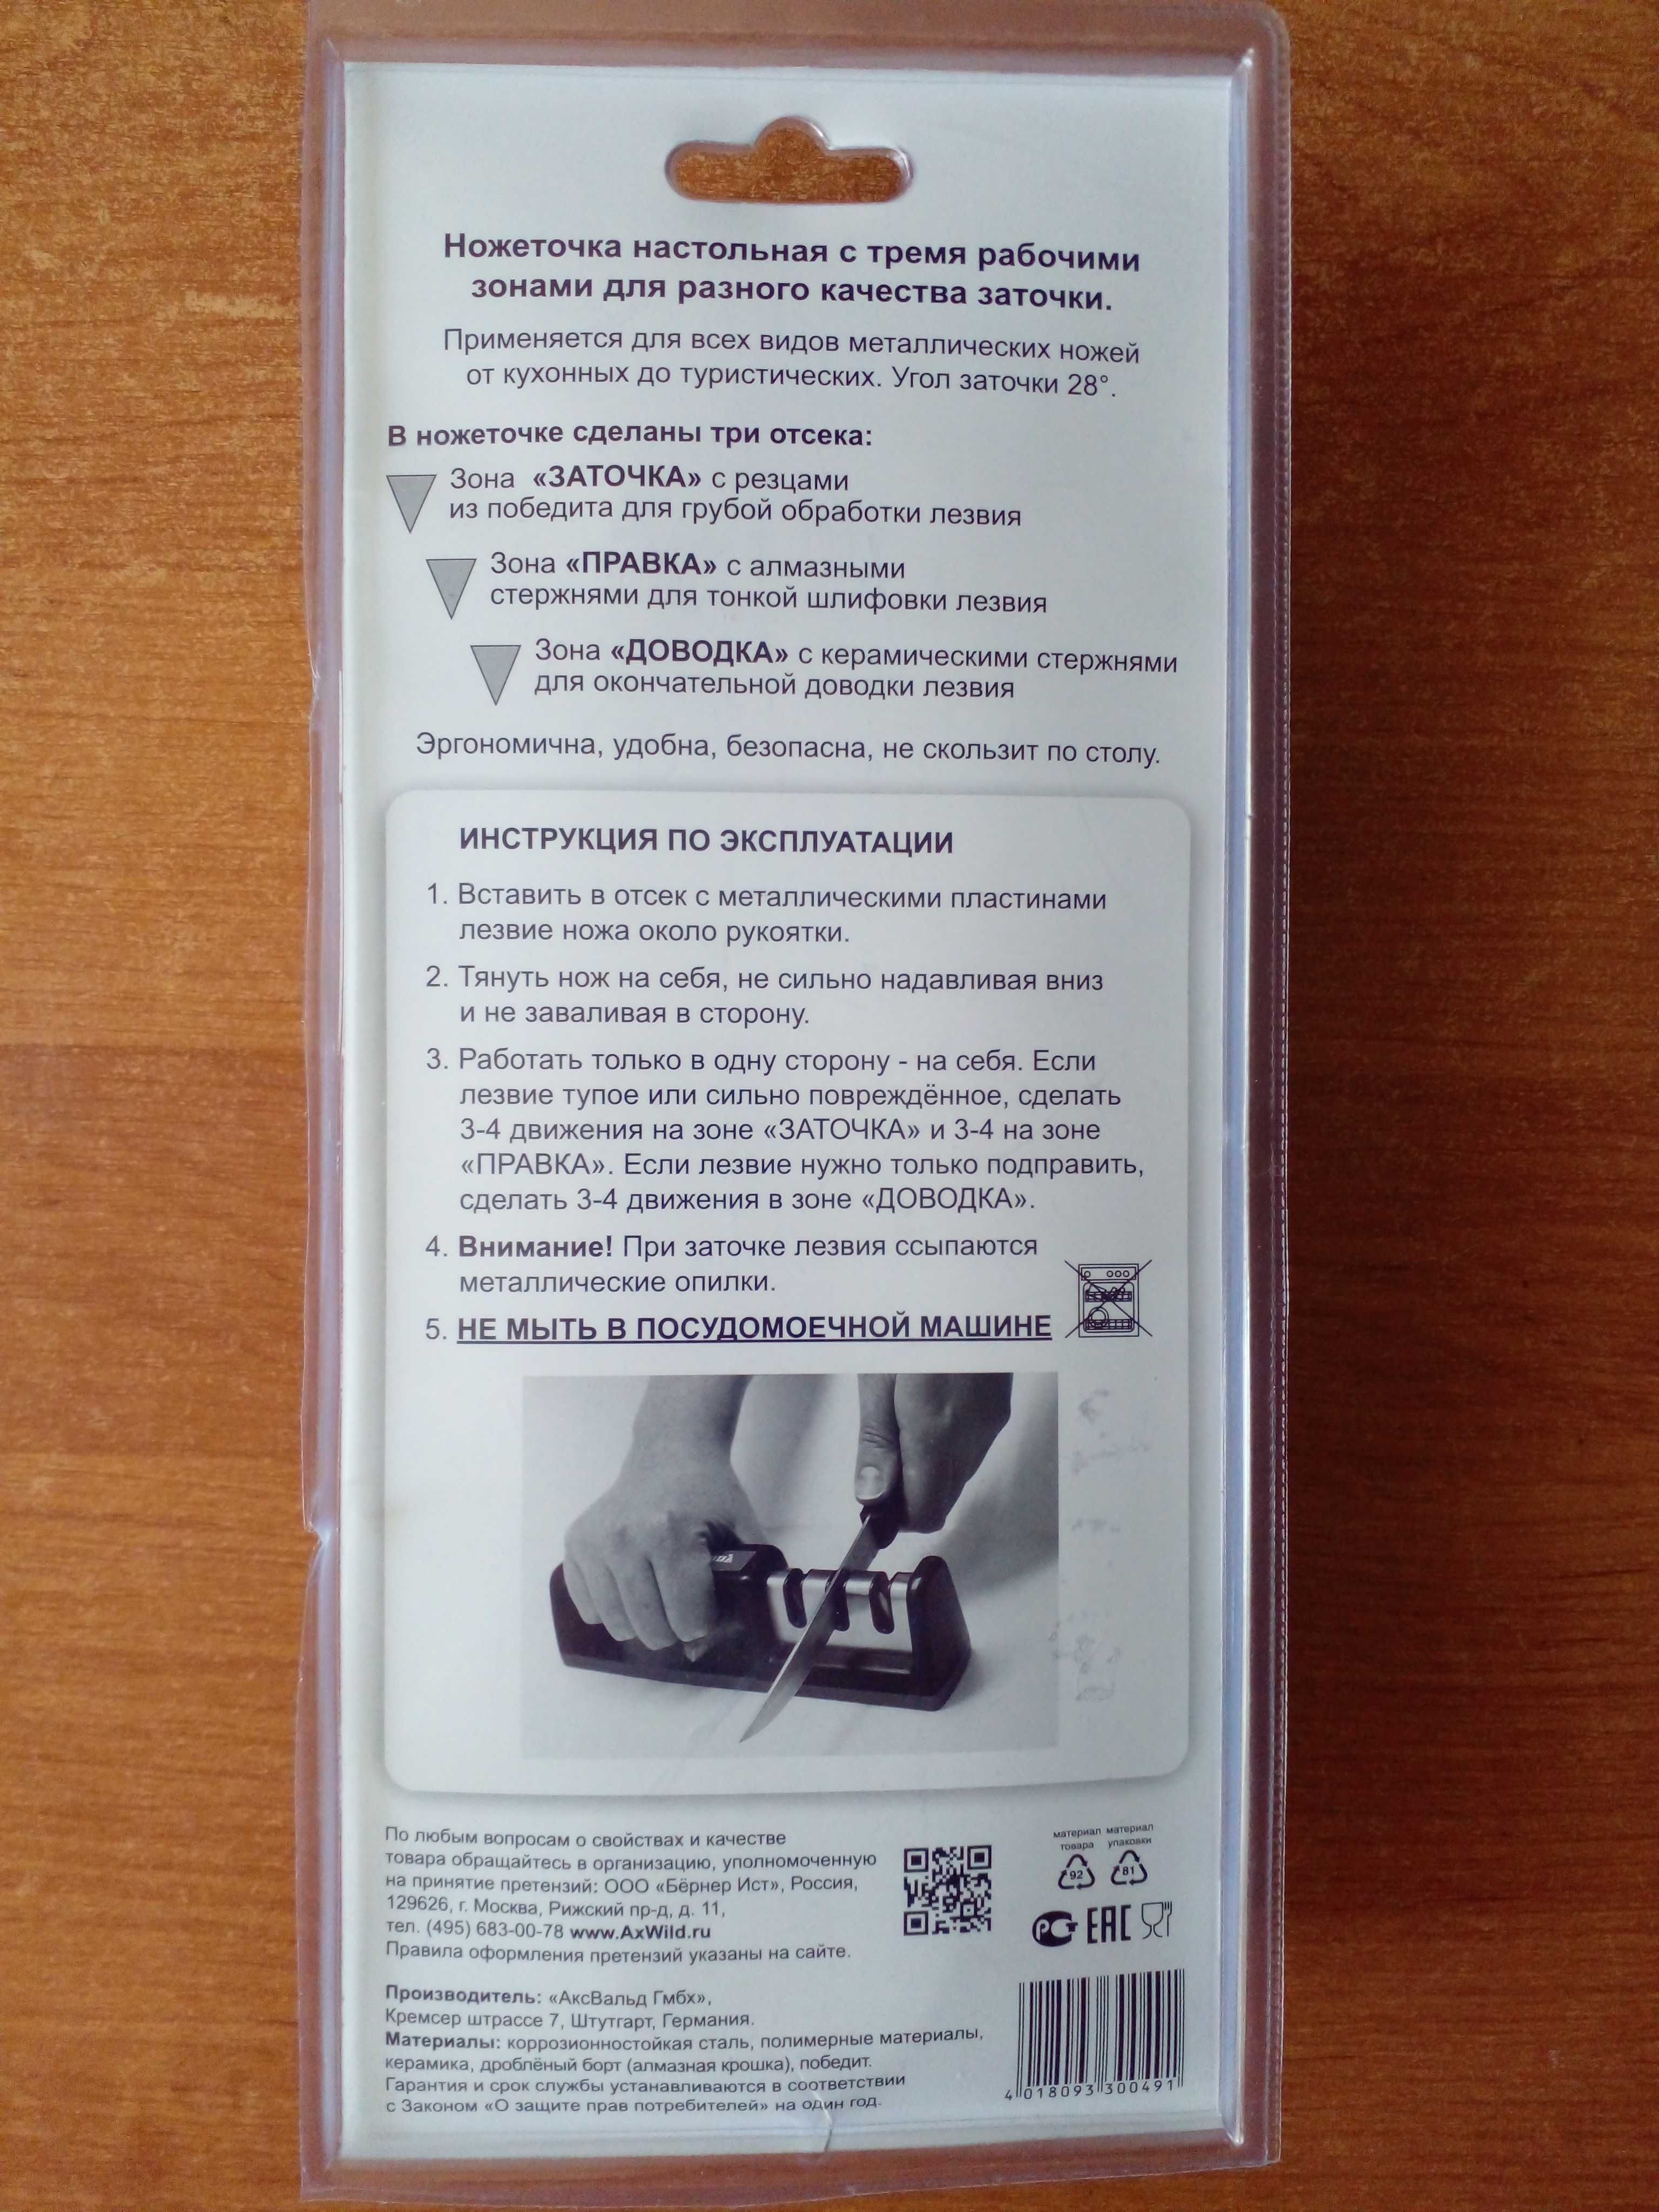 Ножеточка настольная с тремя рабочими
зонами для разного качества заточки.
Применяется для всех видов металлических ножей
от кухонных до туристических. Угол заточки 28°.
В ножеточке сделаны три отсека:
Зона «ЗАТОЧКА» с резцами
из победита для грубой обработки лезвия
Зона «ПРАВКА» с алмазными
стержнями для тонкой шлифовки лезвия
Зона «ДОВОДКА» с керамическими стержнями
для окончательной доводки лезвия
Эргономична, удобна, безопасна, не скользит по столу.
ИНСТРУКЦИЯ ПО ЭКСПЛУАТАЦИИ
1. Вставить в отсек с металлическими пластинами
лезвие ножа около рукоятки.
2. Тянуть нож на себя, не сильно надавливая вниз
и не заваливая в сторону.
3. Работать только в одну сторону - на себя. Если
лезвие тупое или сильно повреждённое, сделать
3-4 движения на зоне «ЗАТОЧКА» и 3-4 на зоне
«ПРАВКА». Если лезвие нужно только подправить,
сделать 3-4 движения в зоне «ДОВОДКА».
4. Внимание! При заточке лезвия ссыпаются
металлические опилки.
5. НЕ МЫТЬ В ПОСУДОМОЕЧНОЙ МАШИНЕ
По любым вопросам о свойствах и качестве
товара обращайтесь в организацию, уполномоченную
на принятие претензий: ООО «Бёрнер Ист», Россия,
129626, г. Москва, Рижский пр-д, д. 11,
тел. (495) 683-00-78 www.AxWild.ru
Правила оформления претензий указаны на сайте.
материал товара
материал упаковки
92
81
РСТ EAC
Производитель: «АксВальд Гмбх»,
Кремсер штрассе 7, Штутгарт, Германия.
Материалы: коррозионностойкая сталь, полимерные материалы,
керамика, дроблёный борт (алмазная крошка), победит.
Гарантия и срок службы устанавливаются в соответствии
с Законом «О защите прав потребителей» на один год.
4 018093 300491